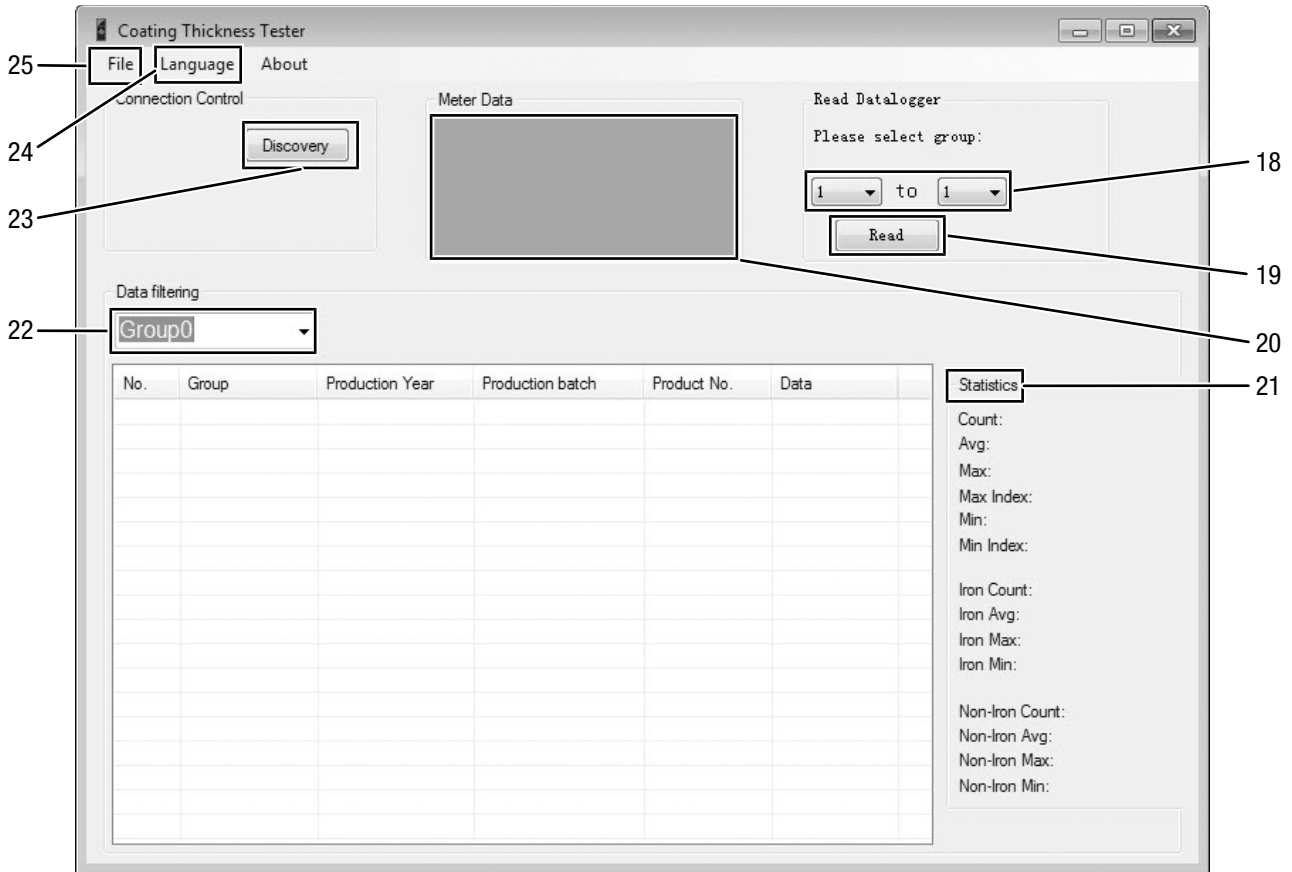 Coating Thickness Tester
25 File Language About
Connection Control Meter Data Read Datalogger
Please select group:
24 Discovery 18
1 to 1
23 Read
19
Data filtering
22 Group0 20
No. Group Production Year Production batch Product No. Data Statistics 21
Count:
Avg:
Max:
Max Index:
Min:
Min Index:
Iron Count:
Iron Avg:
Iron Max:
Iron Min:
Non-Iron Count:
Non-Iron Avg:
Non-Iron Max:
Non-Iron Min: